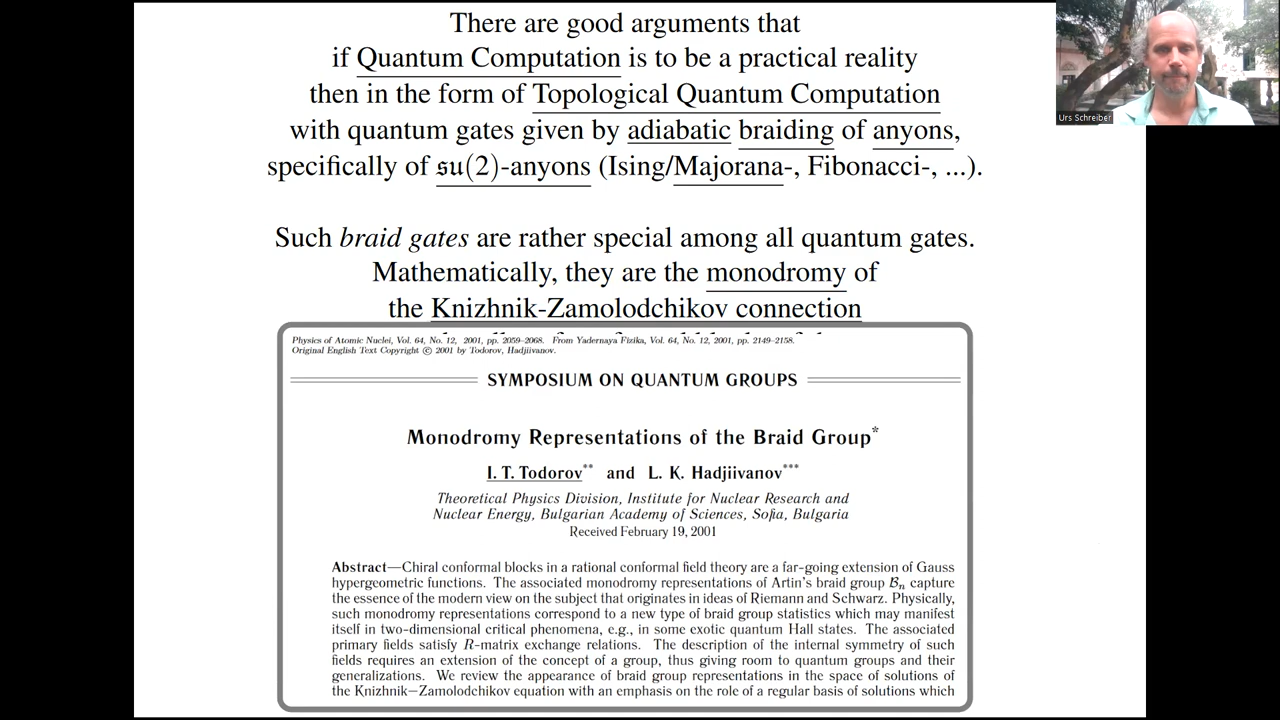 There are good arguments that
if Quantum Computation is to be a practical reality
then in the form of Topological Quantum Computation
with quantum gates given by adiabatic braiding of anyons,
specifically of 𝔰𝔲(2)-anyons (Ising/Majorana-, Fibonacci-, ...).
Urs Schreiber
Such braid gates are rather special among all quantum gates.
Mathematically, they are the monodromy of
the Knizhnik-Zamolodchikov connection
Physics of Atomic Nuclei, Vol. 64, No. 12, 2001, pp. 2059–2068. From Yadernaya Fizika, Vol. 64, No. 12, 2001, pp. 2149–2158.
Original English Text Copyright © 2001 by Todorov, Hadjiivanov.
SYMPOSIUM ON QUANTUM GROUPS
Monodromy Representations of the Braid Group*
I. T. Todorov** and L. K. Hadjiivanov***
Theoretical Physics Division, Institute for Nuclear Research and
Nuclear Energy, Bulgarian Academy of Sciences, Sofia, Bulgaria
Received February 19, 2001
Abstract—Chiral conformal blocks in a rational conformal field theory are a far-going extension of Gauss
hypergeometric functions. The associated monodromy representations of Artin's braid group ℬn capture
the essence of the modern view on the subject that originates in ideas of Riemann and Schwarz. Physically,
such monodromy representations correspond to a new type of braid group statistics which may manifest
itself in two-dimensional critical phenomena, e.g., in some exotic quantum Hall states. The associated
primary fields satisfy R-matrix exchange relations. The description of the internal symmetry of such
fields requires an extension of the concept of a group, thus giving room to quantum groups and their
generalizations. We review the appearance of braid group representations in the space of solutions of
the Knizhnik–Zamolodchikov equation with an emphasis on the role of a regular basis of solutions which